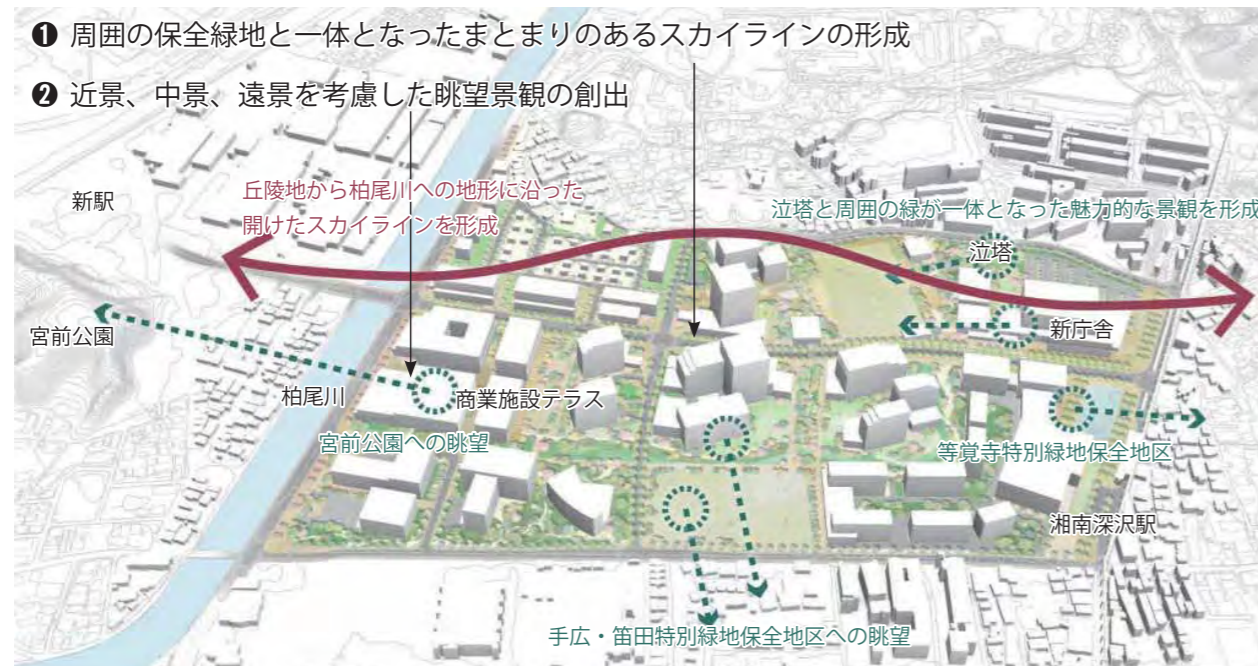 ❶ 周囲の保全緑地と一体となったまとまりのあるスカイラインの形成
❷ 近景、中景、遠景を考慮した眺望景観の創出
新駅
丘陵地から柏尾川への地形に沿った
開けたスカイラインを形成
泣塔と周囲の緑が一体となった魅力的な景観を形成
泣塔
新庁舎
宮前公園
柏尾川
商業施設テラス
宮前公園への眺望
等覚寺特別緑地保全地区
湘南深沢駅
手広・笛田特別緑地保全地区への眺望